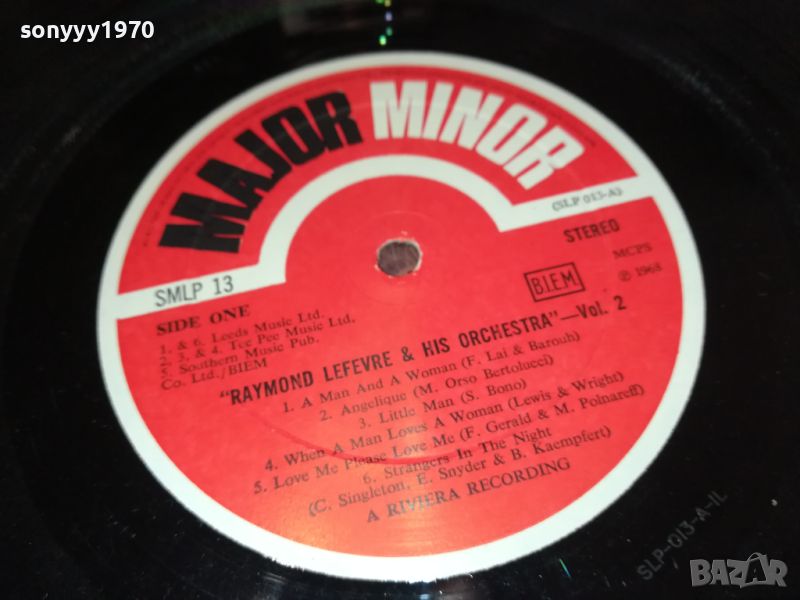 sonyyy1970
MAJOR MINOR
(SLP 013-A)
SMLP 13
STEREO
MCPS
℗ 1968
B.I.E.M.
SIDE ONE
1. & 6. Leeds Music Ltd.
2. 3. & 4. Tee Pee Music Ltd.
5. Southern Music Pub.
Co. Ltd./BIEM
"RAYMOND LEFEVRE & HIS ORCHESTRA"—Vol. 2
1. A Man And A Woman (F. Lai & Barouh)
2. Angelique (M. Orso Bertolucci)
3. Little Man (S. Bono)
4. When A Man Loves A Woman (Lewis & Wright)
5. Love Me Please Love Me (F. Gerald & M. Polnareff)
6. Strangers In The Night
(C. Singleton, E. Snyder & B. Kaempfert)
A RIVIERA RECORDING
SLP-013-A-1L
BAZAR